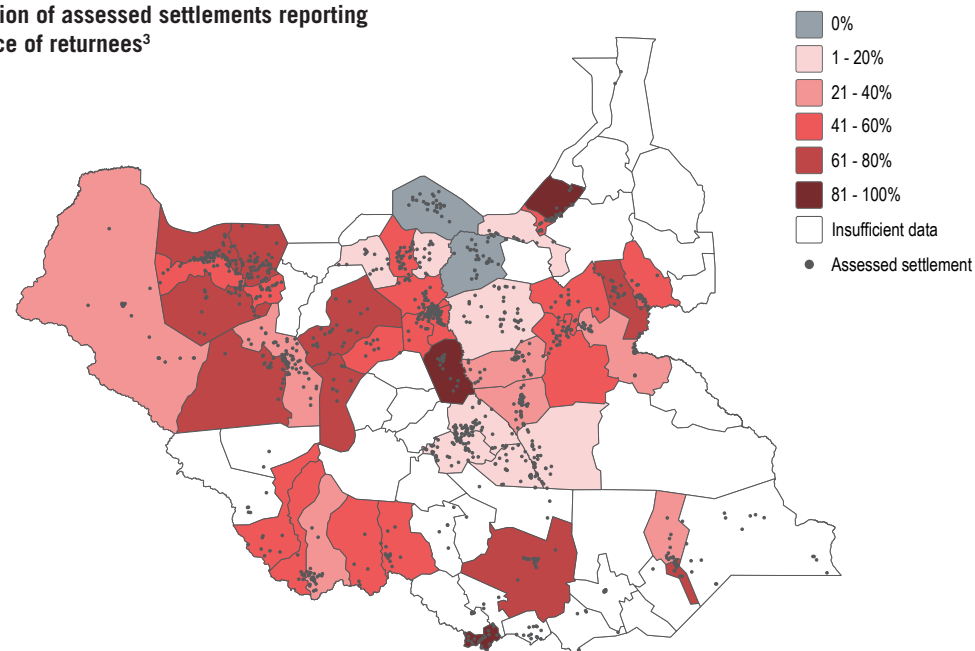 ion of assessed settlements reporting
ce of returnees³
0%
1 - 20%
21 - 40%
41 - 60%
61 - 80%
81 - 100%
Insufficient data
Assessed settlement